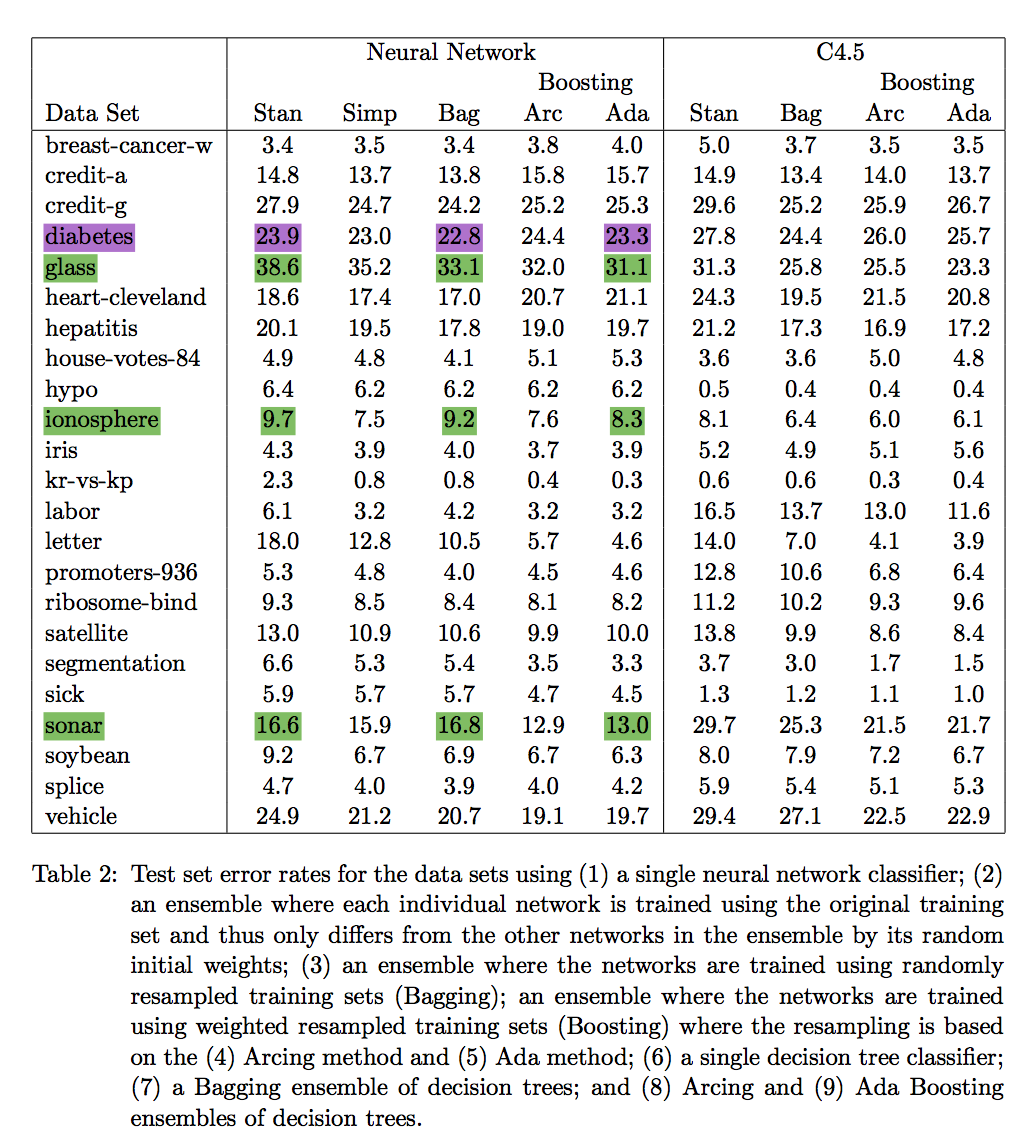 Neural Network C4.5
Boosting Boosting
Data Set Stan Simp Bag Arc Ada Stan Bag Arc Ada
breast-cancer-w 3.4 3.5 3.4 3.8 4.0 5.0 3.7 3.5 3.5
credit-a 14.8 13.7 13.8 15.8 15.7 14.9 13.4 14.0 13.7
credit-g 27.9 24.7 24.2 25.2 25.3 29.6 25.2 25.9 26.7
diabetes 23.9 23.0 22.8 24.4 23.3 27.8 24.4 26.0 25.7
glass 38.6 35.2 33.1 32.0 31.1 31.3 25.8 25.5 23.3
heart-cleveland 18.6 17.4 17.0 20.7 21.1 24.3 19.5 21.5 20.8
hepatitis 20.1 19.5 17.8 19.0 19.7 21.2 17.3 16.9 17.2
house-votes-84 4.9 4.8 4.1 5.1 5.3 3.6 3.6 5.0 4.8
hypo 6.4 6.2 6.2 6.2 6.2 0.5 0.4 0.4 0.4
ionosphere 9.7 7.5 9.2 7.6 8.3 8.1 6.4 6.0 6.1
iris 4.3 3.9 4.0 3.7 3.9 5.2 4.9 5.1 5.6
kr-vs-kp 2.3 0.8 0.8 0.4 0.3 0.6 0.6 0.3 0.4
labor 6.1 3.2 4.2 3.2 3.2 16.5 13.7 13.0 11.6
letter 18.0 12.8 10.5 5.7 4.6 14.0 7.0 4.1 3.9
promoters-936 5.3 4.8 4.0 4.5 4.6 12.8 10.6 6.8 6.4
ribosome-bind 9.3 8.5 8.4 8.1 8.2 11.2 10.2 9.3 9.6
satellite 13.0 10.9 10.6 9.9 10.0 13.8 9.9 8.6 8.4
segmentation 6.6 5.3 5.4 3.5 3.3 3.7 3.0 1.7 1.5
sick 5.9 5.7 5.7 4.7 4.5 1.3 1.2 1.1 1.0
sonar 16.6 15.9 16.8 12.9 13.0 29.7 25.3 21.5 21.7
soybean 9.2 6.7 6.9 6.7 6.3 8.0 7.9 7.2 6.7
splice 4.7 4.0 3.9 4.0 4.2 5.9 5.4 5.1 5.3
vehicle 24.9 21.2 20.7 19.1 19.7 29.4 27.1 22.5 22.9
Table 2: Test set error rates for the data sets using (1) a single neural network classifier; (2)
an ensemble where each individual network is trained using the original training
set and thus only differs from the other networks in the ensemble by its random
initial weights; (3) an ensemble where the networks are trained using randomly
resampled training sets (Bagging); an ensemble where the networks are trained
using weighted resampled training sets (Boosting) where the resampling is based
on the (4) Arcing method and (5) Ada method; (6) a single decision tree classifier;
(7) a Bagging ensemble of decision trees; and (8) Arcing and (9) Ada Boosting
ensembles of decision trees.